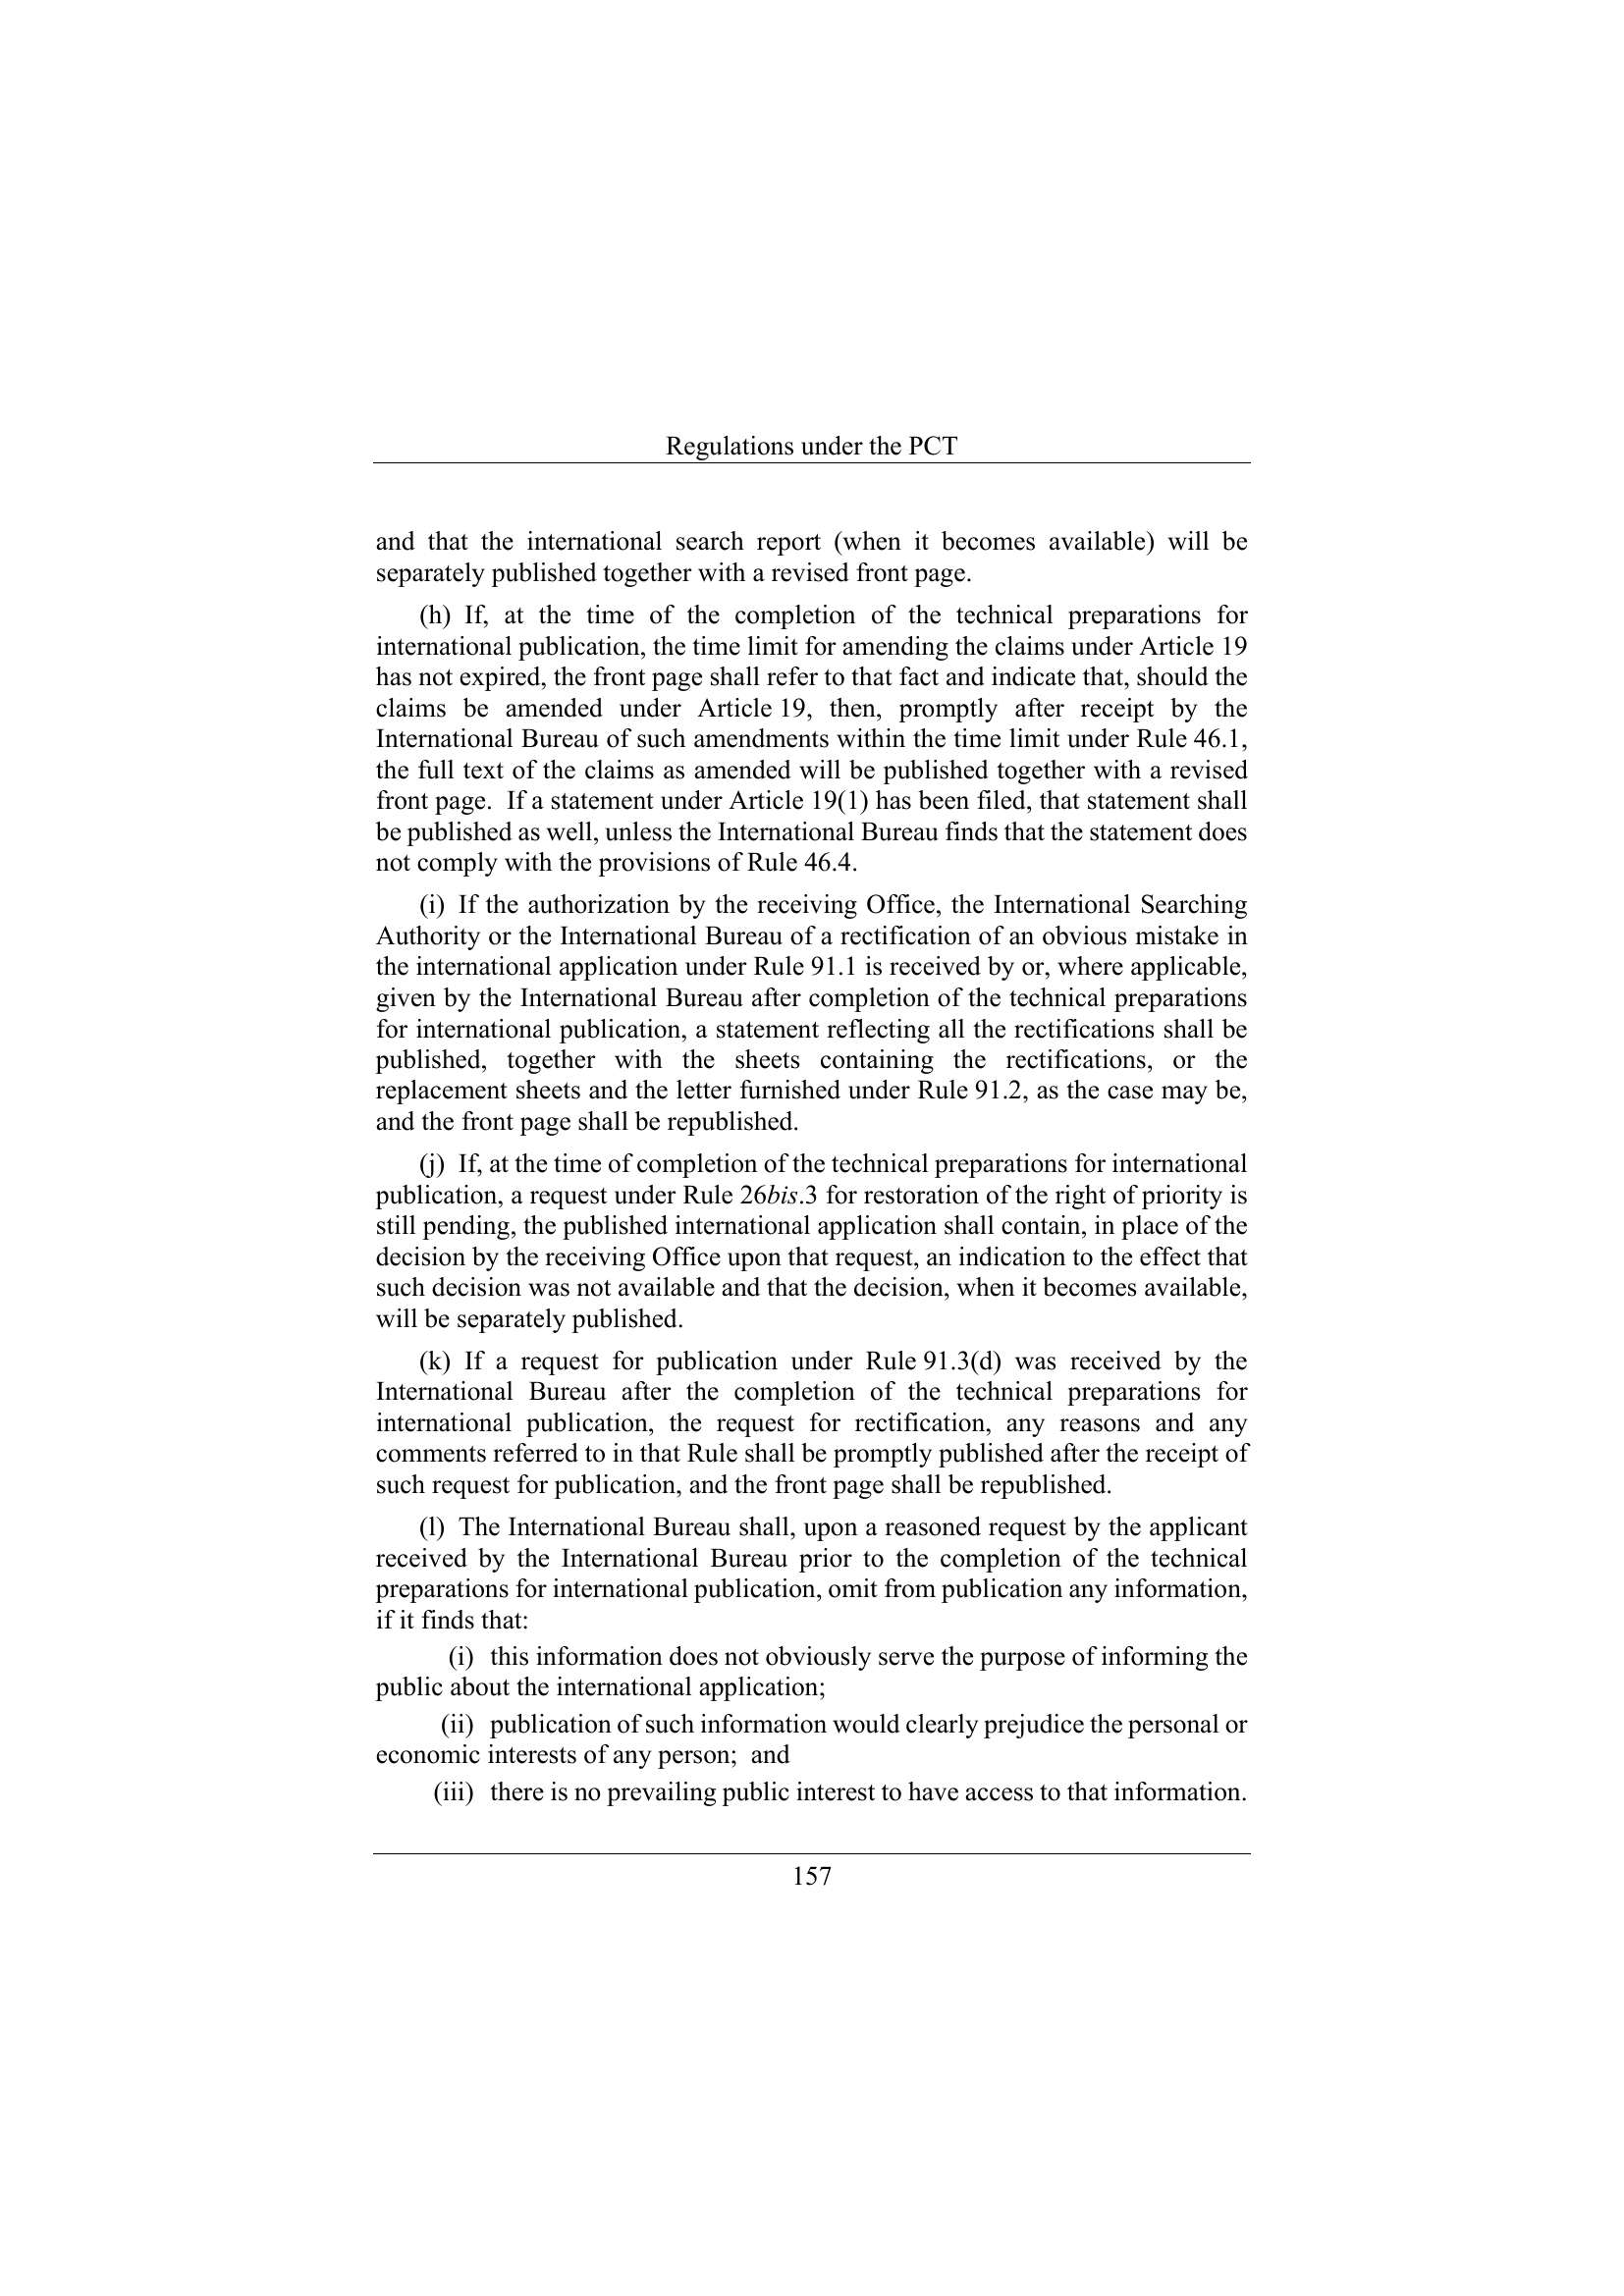 Regulations under the PCT
and that the international search report (when it becomes available) will be
separately published together with a revised front page.
(h) If, at the time of the completion of the technical preparations for
international publication, the time limit for amending the claims under Article 19
has not expired, the front page shall refer to that fact and indicate that, should the
claims be amended under Article 19, then, promptly after receipt by the
International Bureau of such amendments within the time limit under Rule 46.1,
the full text of the claims as amended will be published together with a revised
front page. If a statement under Article 19(1) has been filed, that statement shall
be published as well, unless the International Bureau finds that the statement does
not comply with the provisions of Rule 46.4.
(i) If the authorization by the receiving Office, the International Searching
Authority or the International Bureau of a rectification of an obvious mistake in
the international application under Rule 91.1 is received by or, where applicable,
given by the International Bureau after completion of the technical preparations
for international publication, a statement reflecting all the rectifications shall be
published, together with the sheets containing the rectifications, or the
replacement sheets and the letter furnished under Rule 91.2, as the case may be,
and the front page shall be republished.
(j) If, at the time of completion of the technical preparations for international
publication, a request under Rule 26bis.3 for restoration of the right of priority is
still pending, the published international application shall contain, in place of the
decision by the receiving Office upon that request, an indication to the effect that
such decision was not available and that the decision, when it becomes available,
will be separately published.
(k) If a request for publication under Rule 91.3(d) was received by the
International Bureau after the completion of the technical preparations for
international publication, the request for rectification, any reasons and any
comments referred to in that Rule shall be promptly published after the receipt of
such request for publication, and the front page shall be republished.
(l) The International Bureau shall, upon a reasoned request by the applicant
received by the International Bureau prior to the completion of the technical
preparations for international publication, omit from publication any information,
if it finds that:
(i) this information does not obviously serve the purpose of informing the
public about the international application;
(ii) publication of such information would clearly prejudice the personal or
economic interests of any person; and
(iii) there is no prevailing public interest to have access to that information.
157